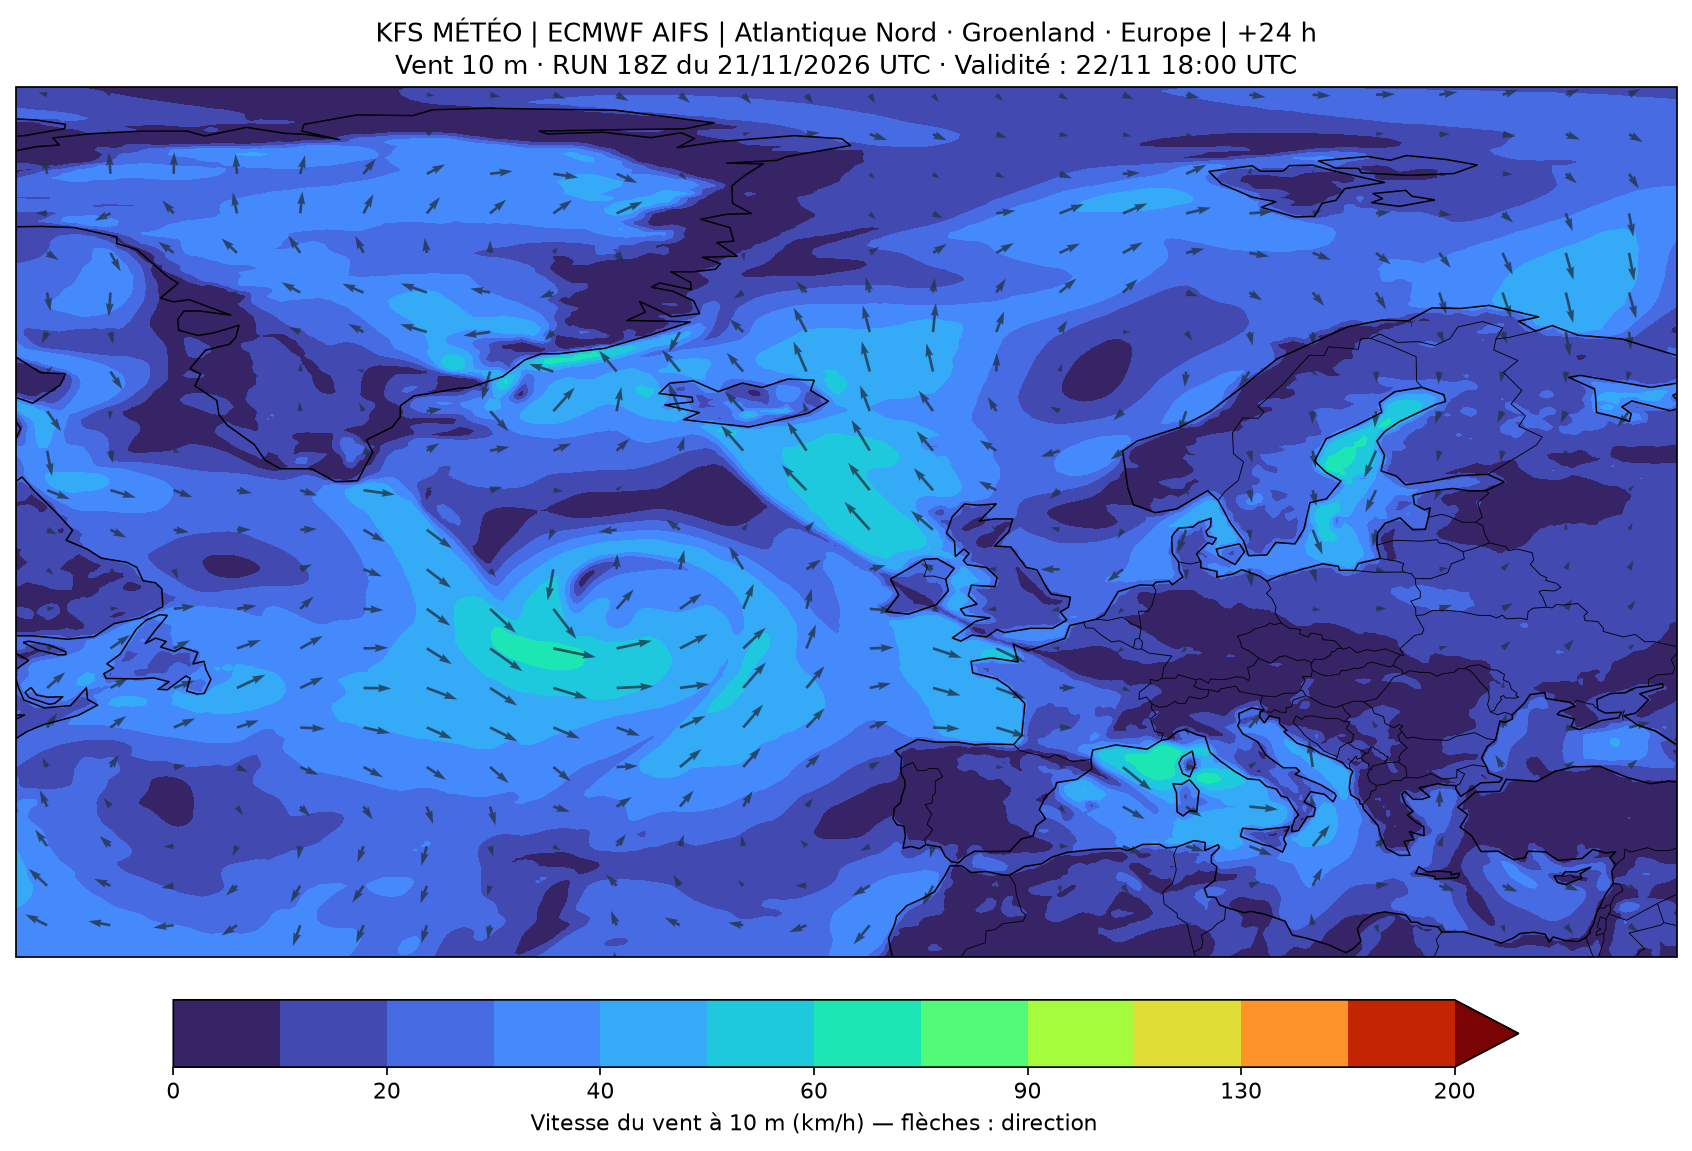 KFS MÉTÉO | ECMWF AIFS | Atlantique Nord · Groenland · Europe | +24 h
Vent 10 m · RUN 18Z du 21/11/2026 UTC · Validité : 22/11 18:00 UTC
0 20 40 60 90 130 200
Vitesse du vent à 10 m (km/h) — flèches : direction